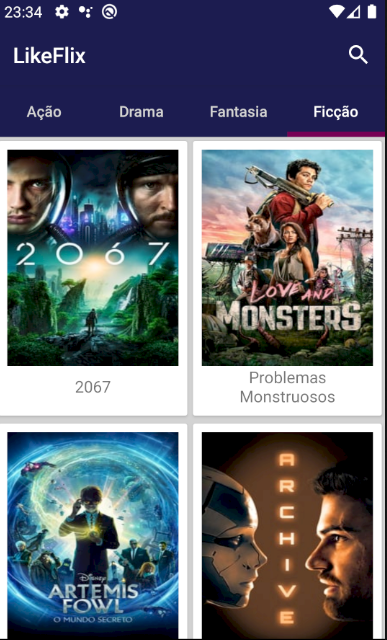 23:34
LikeFlix
Ação Drama Fantasia Ficção
2067
LOVE AND
MONSTERS
2067
Problemas
Monstruosos
Disney
ARTEMIS
FOWL
O MUNDO SECRETO
ARCHIVE